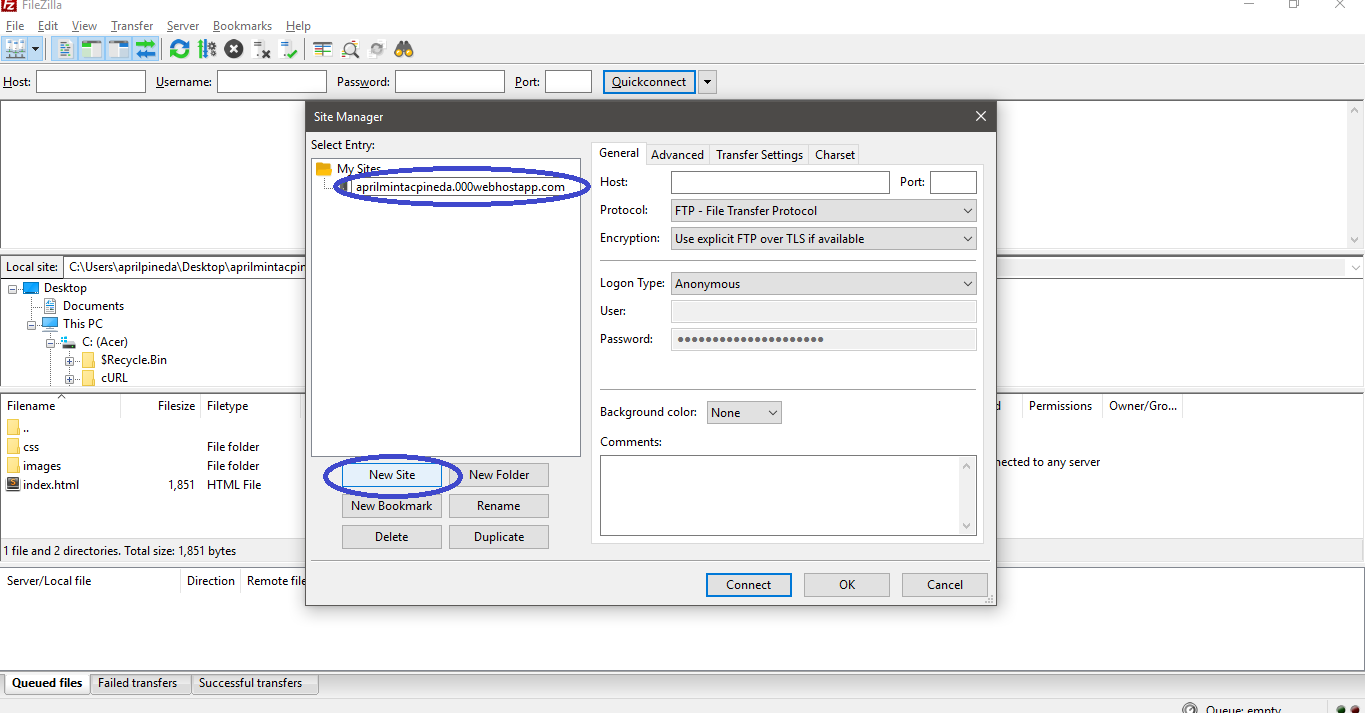 FileZilla
File Edit View Transfer Server Bookmarks Help
Host: Username: Password: Port: Quickconnect
Site Manager
Select Entry:
My Sites
aprilmintacpineda.000webhostapp.com
New Site New Folder
New Bookmark Rename
Delete Duplicate
General Advanced Transfer Settings Charset
Host: Port:
Protocol: FTP - File Transfer Protocol
Encryption: Use explicit FTP over TLS if available
Logon Type: Anonymous
User:
Password: ●●●●●●●●●●●●●●●●●●●●●
Background color: None
Comments:
Connect OK Cancel
Local site: C:\Users\aprilpineda\Desktop\aprilmintacpin
Desktop
Documents
This PC
C: (Acer)
$Recycle.Bin
cURL
Filename Filesize Filetype
..
css File folder
images File folder
index.html 1,851 HTML File
1 file and 2 directories. Total size: 1,851 bytes
d Permissions Owner/Gro...
nected to any server
Server/Local file Direction Remote file
Queued files Failed transfers Successful transfers
Queue: empty